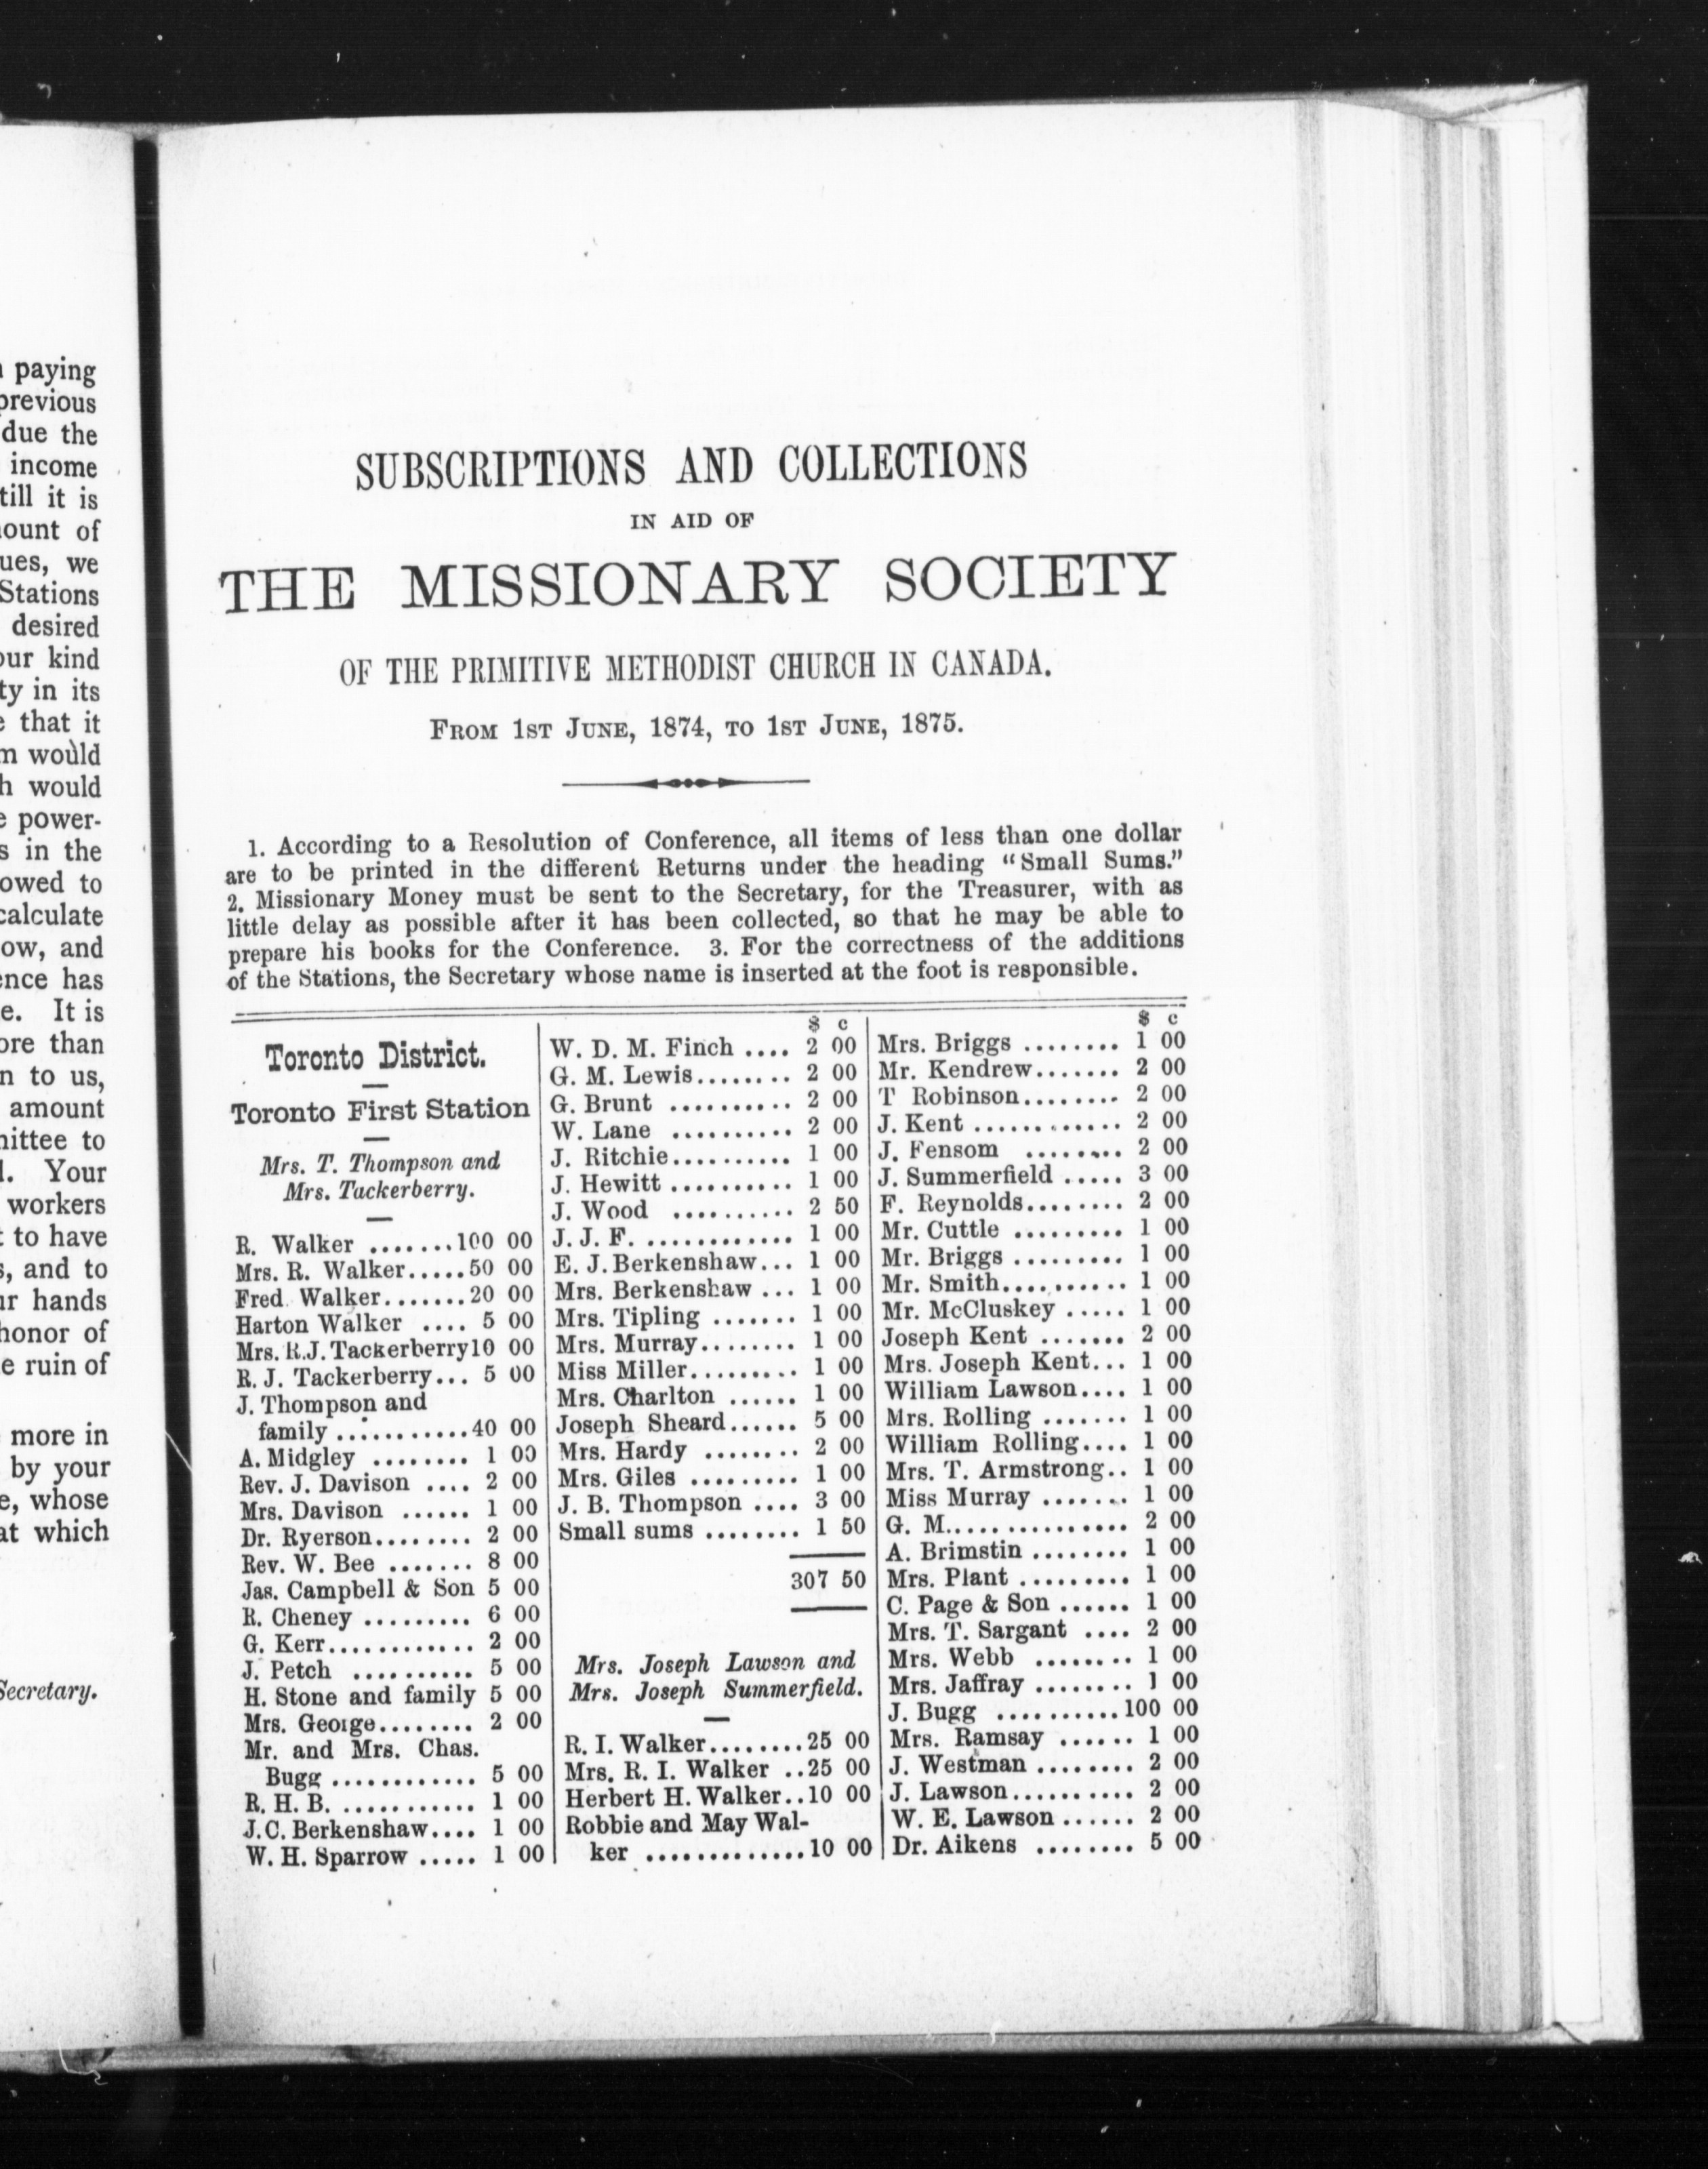 paying
previous
due the
income
till it is
ount of
ues, we
Stations
desired
our kind
ty in its
that it
would
would
power-
s in the
owed to
calculate
ow, and
ence has
e. It is
ore than
n to us,
amount
mittee to
Your
workers
to have
s, and to
ur hands
honor of
e ruin of
more in
by your
e, whose
at which
Secretary.
SUBSCRIPTIONS AND COLLECTIONS
IN AID OF
THE MISSIONARY SOCIETY
OF THE PRIMITIVE METHODIST CHURCH IN CANADA.
FROM 1ST JUNE, 1874, TO 1ST JUNE, 1875.
1. According to a Resolution of Conference, all items of less than one dollar
are to be printed in the different Returns under the heading "Small Sums."
2. Missionary Money must be sent to the Secretary, for the Treasurer, with as
little delay as possible after it has been collected, so that he may be able to
prepare his books for the Conference. 3. For the correctness of the additions
of the Stations, the Secretary whose name is inserted at the foot is responsible.
Toronto District.
Toronto First Station
Mrs. T. Thompson and
Mrs. Tackerberry.
R. Walker .......100 00
Mrs. R. Walker.....50 00
Fred Walker.......20 00
Harton Walker .... 5 00
Mrs. R.J. Tackerberry10 00
R. J. Tackerberry... 5 00
J. Thompson and
family ...........40 00
A. Midgley ........ 1 00
Rev. J. Davison .... 2 00
Mrs. Davison ...... 1 00
Dr. Ryerson........ 2 00
Rev. W. Bee ....... 8 00
Jas. Campbell & Son 5 00
R. Cheney ......... 6 00
G. Kerr............ 2 00
J. Petch .......... 5 00
H. Stone and family 5 00
Mrs. George........ 2 00
Mr. and Mrs. Chas.
Bugg ............ 5 00
R. H. B. ........... 1 00
J.C. Berkenshaw.... 1 00
W. H. Sparrow ..... 1 00
$ c
W. D. M. Finch .... 2 00
G. M. Lewis........ 2 00
G. Brunt .......... 2 00
W. Lane .......... 2 00
J. Ritchie.......... 1 00
J. Hewitt .......... 1 00
J. Wood .......... 2 50
J. J. F. ............ 1 00
E. J. Berkenshaw... 1 00
Mrs. Berkenshaw ... 1 00
Mrs. Tipling ....... 1 00
Mrs. Murray........ 1 00
Miss Miller......... 1 00
Mrs. Charlton ...... 1 00
Joseph Sheard...... 5 00
Mrs. Hardy ........ 2 00
Mrs. Giles ......... 1 00
J. B. Thompson .... 3 00
Small sums ........ 1 50
307 50
Mrs. Joseph Lawson and
Mrs. Joseph Summerfield.
R. I. Walker........25 00
Mrs. R. I. Walker ..25 00
Herbert H. Walker..10 00
Robbie and May Wal-
ker .............10 00
$ c
Mrs. Briggs ........ 1 00
Mr. Kendrew....... 2 00
T Robinson........ 2 00
J. Kent ............ 2 00
J. Fensom ........ 2 00
J. Summerfield ..... 3 00
F. Reynolds........ 2 00
Mr. Cuttle ......... 1 00
Mr. Briggs ......... 1 00
Mr. Smith.......... 1 00
Mr. McCluskey ..... 1 00
Joseph Kent ....... 2 00
Mrs. Joseph Kent... 1 00
William Lawson.... 1 00
Mrs. Rolling ....... 1 00
William Rolling.... 1 00
Mrs. T. Armstrong.. 1 00
Miss Murray ....... 1 00
G. M............... 2 00
A. Brimstin ........ 1 00
Mrs. Plant ......... 1 00
C. Page & Son ...... 1 00
Mrs. T. Sargant .... 2 00
Mrs. Webb ........ 1 00
Mrs. Jaffray ........ 1 00
J. Bugg ..........100 00
Mrs. Ramsay ...... 1 00
J. Westman ........ 2 00
J. Lawson.......... 2 00
W. E. Lawson ...... 2 00
Dr. Aikens ........ 5 00